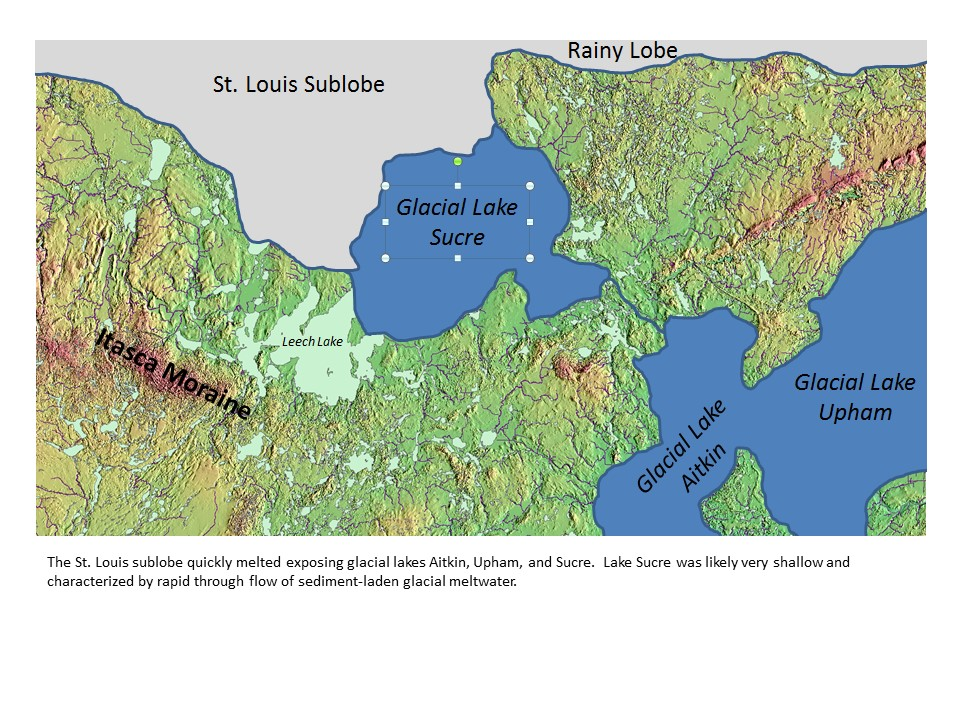 Rainy Lobe
St. Louis Sublobe
Glacial Lake
Sucre
Leech Lake
Itasca Moraine
Glacial Lake
Upham
Glacial Lake
Aitkin
The St. Louis sublobe quickly melted exposing glacial lakes Aitkin, Upham, and Sucre. Lake Sucre was likely very shallow and
characterized by rapid through flow of sediment-laden glacial meltwater.